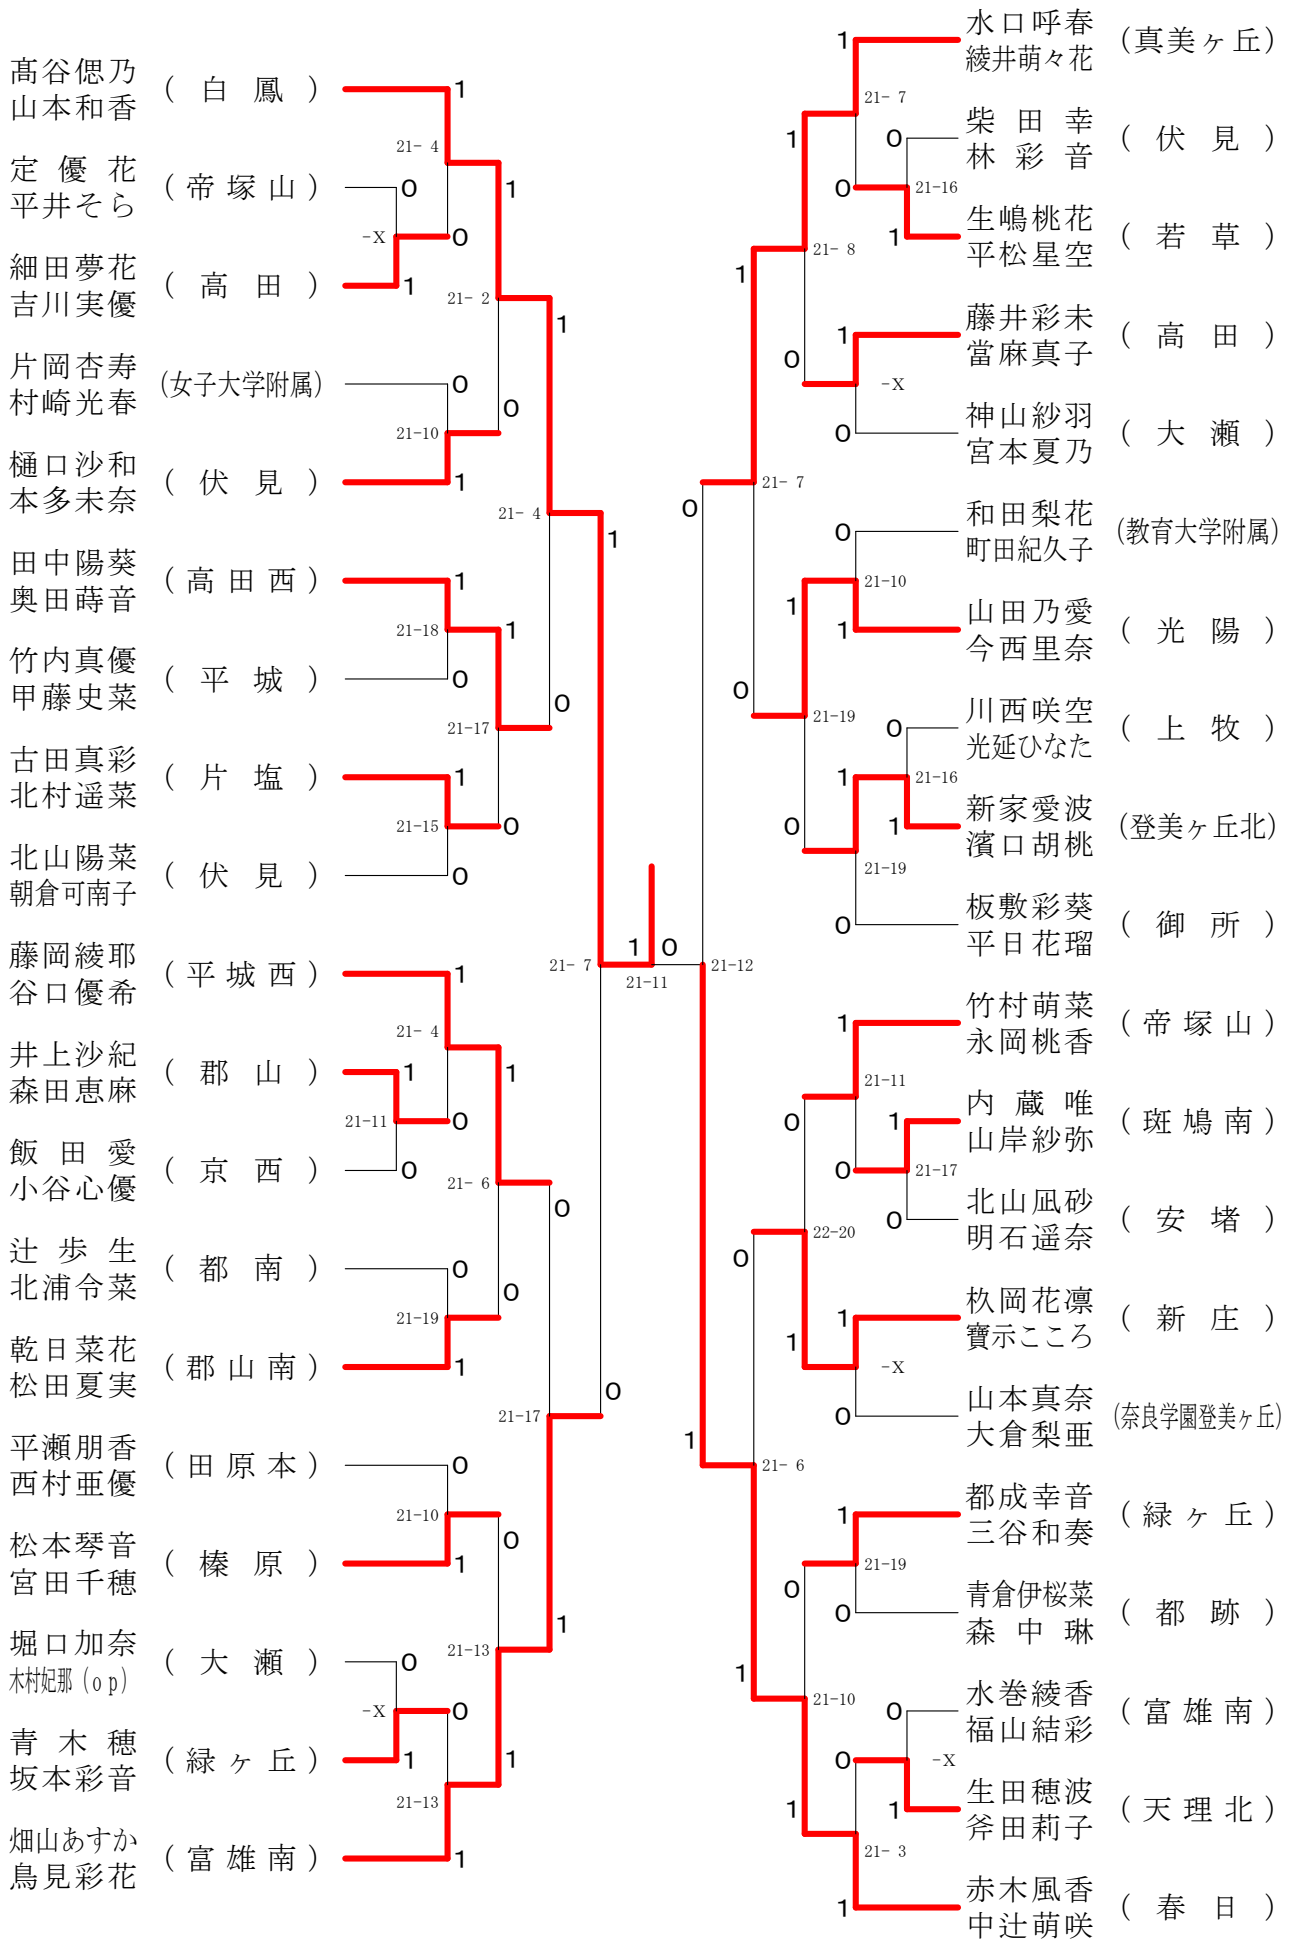 髙谷偲乃
山本和香
( 白 鳳 )
1
21- 4
定 優 花
平井そら
( 帝 塚 山 )
0
1
-X
0
細田夢花
吉川実優
( 高 田 )
1
21- 2
1
片岡杏寿
村崎光春
(女子大学附属)
0
0
21-10
樋口沙和
本多未奈
( 伏 見 )
1
21- 4
1
田中陽葵
奥田蒔音
( 高 田 西 )
1
21-18
1
竹内真優
甲藤史菜
( 平 城 )
0
0
21-17
古田真彩
北村遥菜
( 片 塩 )
1
21-15
0
北山陽菜
朝倉可南子
( 伏 見 )
0
藤岡綾耶
谷口優希
( 平 城 西 )
1
21- 7
21- 4
井上沙紀
森田恵麻
( 郡 山 )
1
1
21-11
0
飯 田 愛
小谷心優
( 京 西 )
0
21- 6
0
辻 歩 生
北浦令菜
( 都 南 )
0
0
21-19
乾日菜花
松田夏実
( 郡 山 南 )
1
0
21-17
平瀬朋香
西村亜優
( 田 原 本 )
0
21-10
0
松本琴音
宮田千穂
( 榛 原 )
1
1
21-13
堀口加奈
木村妃那(op)
( 大 瀬 )
0
-X
0
青 木 穂
坂本彩音
( 緑 ヶ 丘 )
1
1
21-13
畑山あすか
鳥見彩花
( 富 雄 南 )
1
1
0
21-11
1
水口呼春
綾井萌々花
(真美ヶ丘)
21- 7
1
0
柴 田 幸
林 彩 音
( 伏 見 )
0
21-16
1
生嶋桃花
平松星空
( 若 草 )
21- 8
1
1
藤井彩未
當麻真子
( 高 田 )
0
-X
0
神山紗羽
宮本夏乃
( 大 瀬 )
21- 7
0
0
和田梨花
町田紀久子
(教育大学附属)
21-10
1
1
山田乃愛
今西里奈
( 光 陽 )
0
21-19
0
川西咲空
光延ひなた
( 上 牧 )
1
21-16
0
1
新家愛波
濱口胡桃
(登美ヶ丘北)
21-19
0
板敷彩葵
平日花瑠
( 御 所 )
21-12
1
竹村萌菜
永岡桃香
( 帝 塚 山 )
21-11
0
1
内 蔵 唯
山岸紗弥
( 斑 鳩 南 )
0
21-17
0
北山凪砂
明石遥奈
( 安 堵 )
22-20
0
1
杦岡花凛
寶示こころ
( 新 庄 )
1
-X
0
山本真奈
大倉梨亜
(奈良学園登美ヶ丘)
1
21- 6
1
都成幸音
三谷和奏
( 緑 ヶ 丘 )
21-19
0
0
青倉伊桜菜
森 中 琳
( 都 跡 )
1
21-10
0
水巻綾香
福山結彩
( 富 雄 南 )
0
-X
1
1
生田穂波
斧田莉子
( 天 理 北 )
21- 3
1
赤木風香
中辻萌咲
( 春 日 )